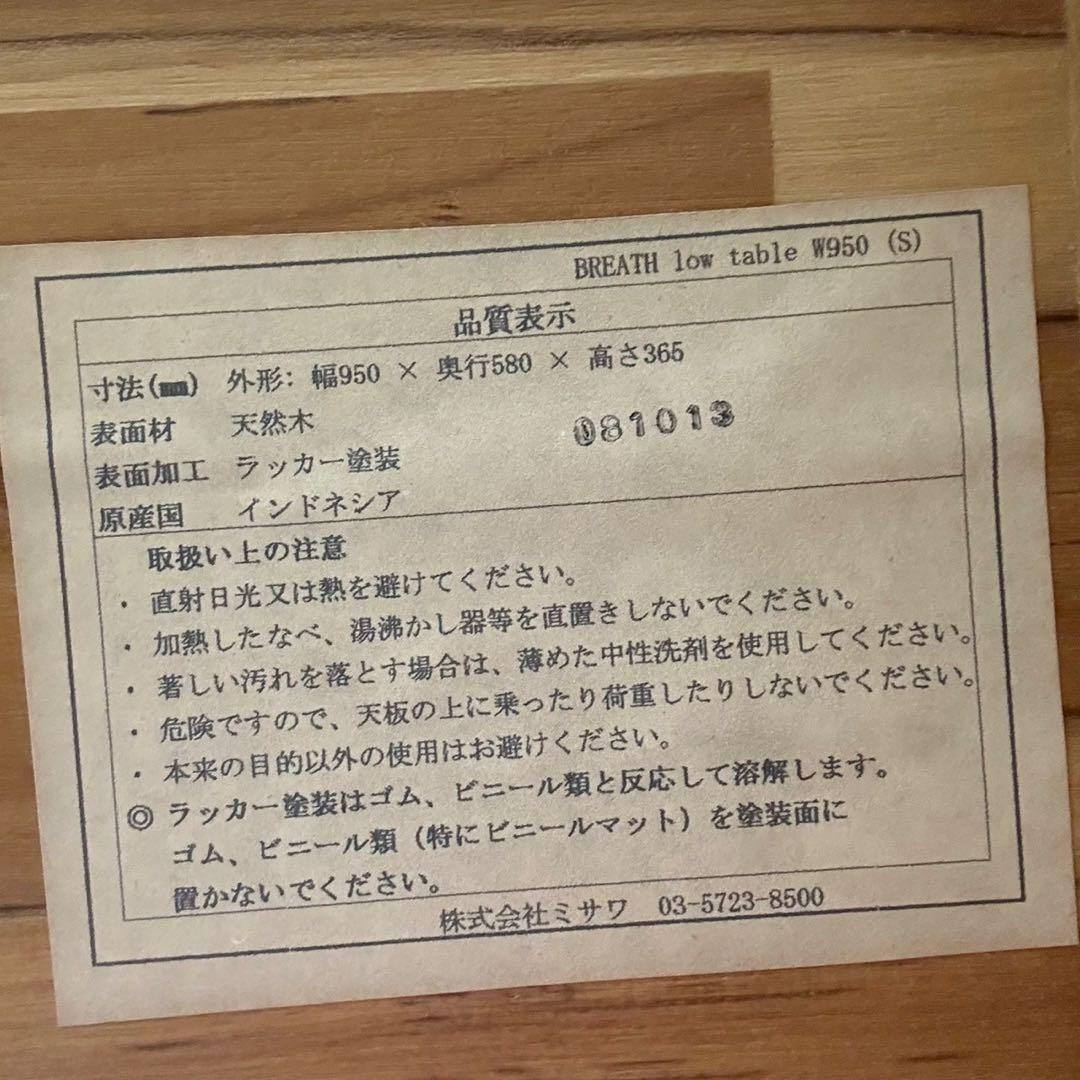 BREATH low table W950 (S)
品質表示
寸法(㎜) 外形: 幅950 × 奥行580 × 高さ365
表面材 天然木
081013
表面加工 ラッカー塗装
原産国 インドネシア
取扱い上の注意
・ 直射日光又は熱を避けてください。
・ 加熱したなべ、湯沸かし器等を直置きしないでください。
・ 著しい汚れを落とす場合は、薄めた中性洗剤を使用してください。
・ 危険ですので、天板の上に乗ったり荷重したりしないでください。
・ 本来の目的以外の使用はお避けください。
◎ ラッカー塗装はゴム、ビニール類と反応して溶解します。
ゴム、ビニール類（特にビニールマット）を塗装面に
置かないでください。
株式会社ミサワ 03-5723-8500